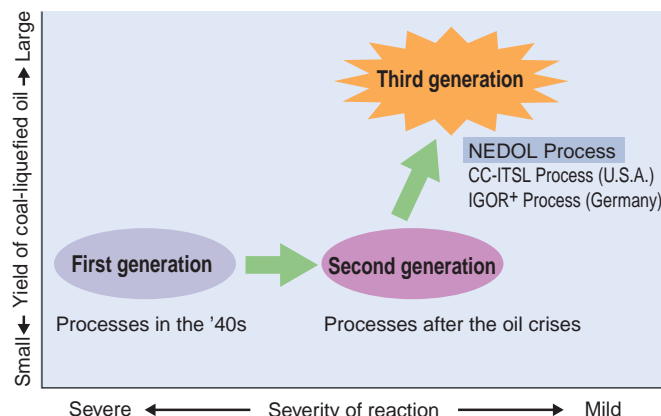 Third generation
NEDOL Process
CC-ITSL Process (U.S.A.)
IGOR+ Process (Germany)
First generation
Second generation
Processes in the '40s
Processes after the oil crises
Small ← Yield of coal-liquefied oil → Large
Severe ← Severity of reaction → Mild